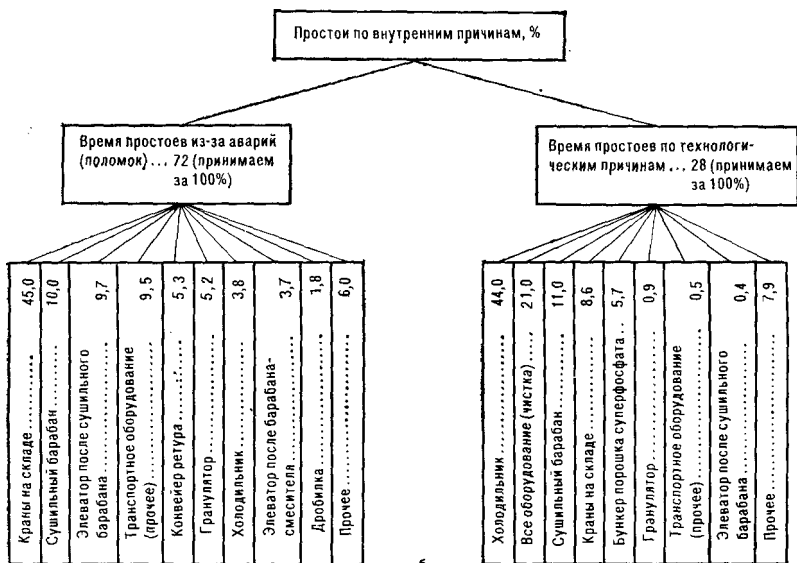 Простои по внутренним причинам, %
Время простоев из-за аварий
(поломок) ... 72 (принимаем
за 100%)
Время простоев по технологи-
ческим причинам ... 28 (принимаем
за 100%)
Краны на складе ............ 45,0
Сушильный барабан ...... 10,0
Элеватор после сушильного
барабана ................... 9,7
Транспортное оборудование
(прочее) .................... 9,5
Конвейер ретура ........... 5,3
Гранулятор ................. 5,2
Холодильник ............... 3,8
Элеватор после барабана-
смесителя .................. 3,7
Дробилка ................... 1,8
Прочее ...................... 6,0
Холодильник ............... 44,0
Все оборудование (чистка) .... 21,0
Сушильный барабан ....... 11,0
Краны на складе ........... 8,6
Бункер порошка суперфосфата .. 5,7
Гранулятор ................. 0,9
Транспортное оборудование
(прочее) .................... 0,5
Элеватор после сушильного
барабана ................... 0,4
Прочее ...................... 7,9